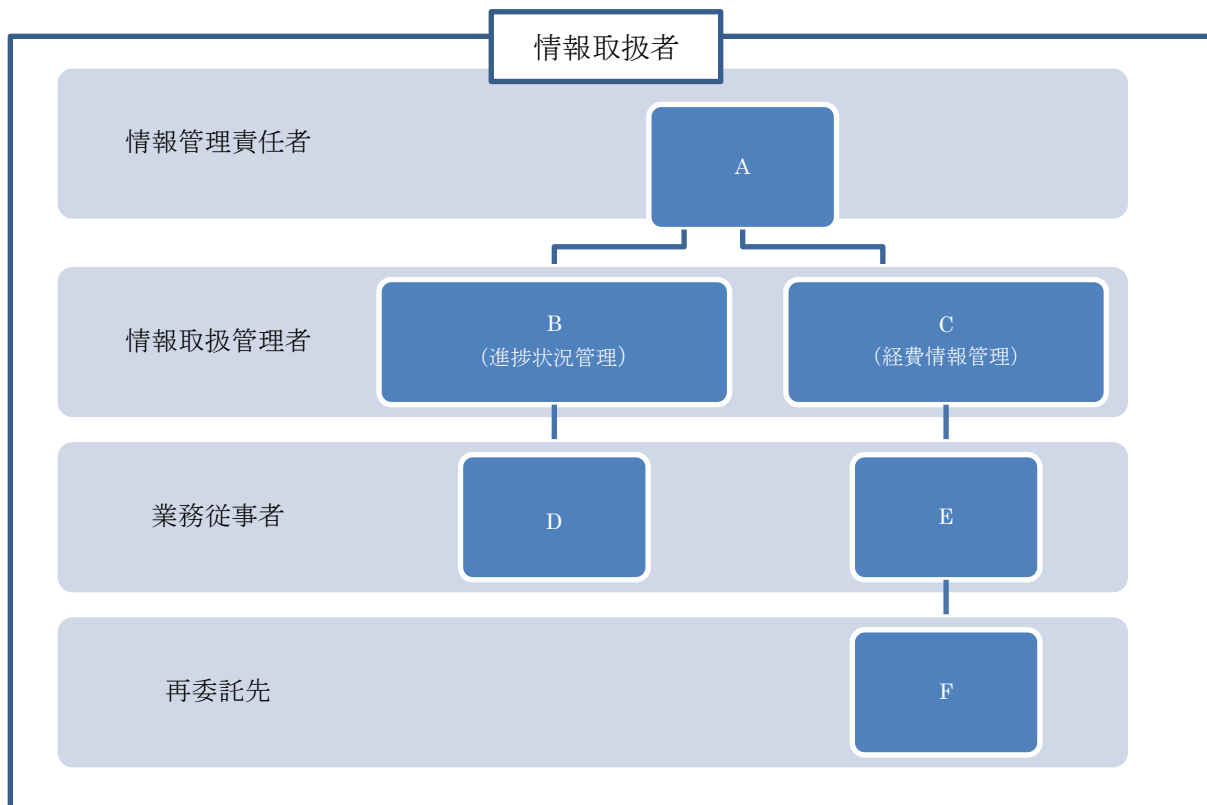 情報取扱者
情報管理責任者
A
情報取扱管理者
B
（進捗状況管理）
C
（経費情報管理）
業務従事者
D
E
再委託先
F